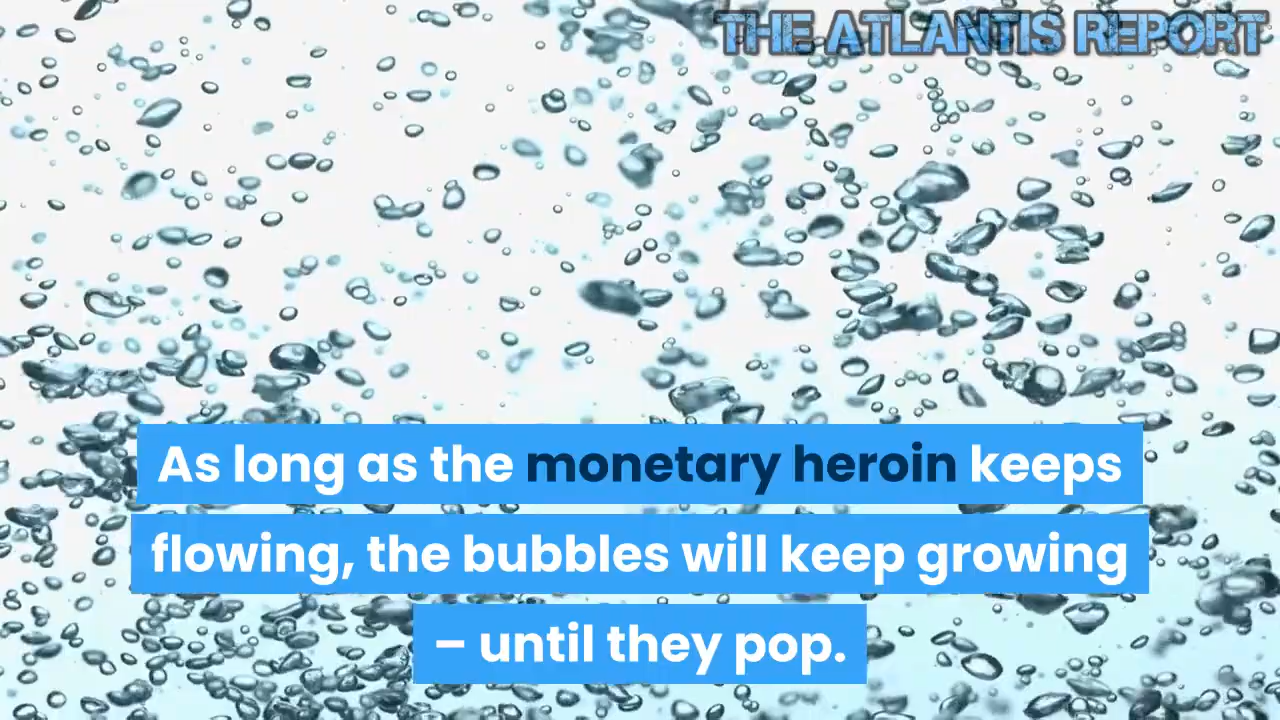 THE ATLANTIS REPORT
As long as the monetary heroin keeps
flowing, the bubbles will keep growing
– until they pop.